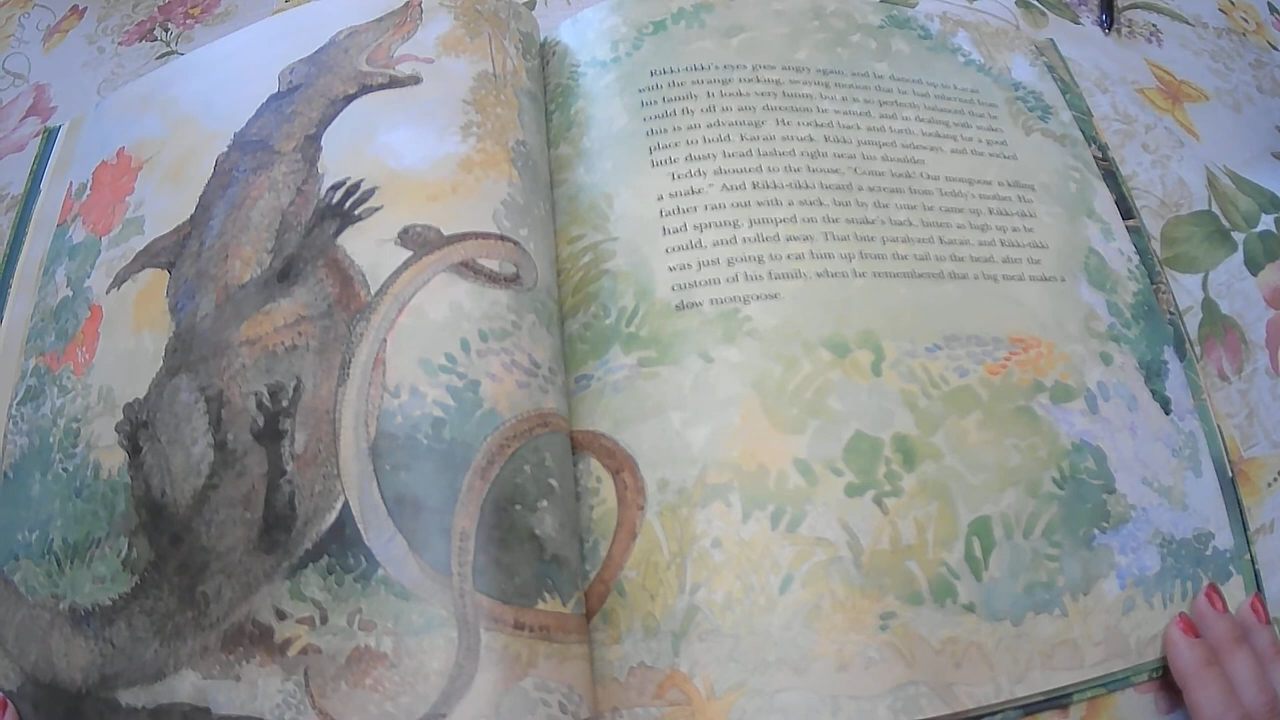 Rikki-tikki's eyes grew angry again, and he danced up to Karait
with the strange rocking, swaying motion that he had inherited from
his family. It looks very funny, but it is so perfectly balanced that he
could fly off in any direction he wanted, and in dealing with snakes
this is an advantage. He rocked back and forth, looking for a good
place to hold. Karait struck. Rikki jumped sideways, and the wicked
little dusty head lashed right near his shoulder.
Teddy shouted to the house, "Come look! Our mongoose is killing
a snake." And Rikki-tikki heard a scream from Teddy's mother. His
father ran out with a stick, but by the time he came up, Rikki-tikki
had sprung, jumped on the snake's back, bitten as high up as he
could, and rolled away. That bite paralyzed Karait, and Rikki-tikki
was just going to eat him up from the tail to the head, after the
custom of his family, when he remembered that a big meal makes a
slow mongoose.